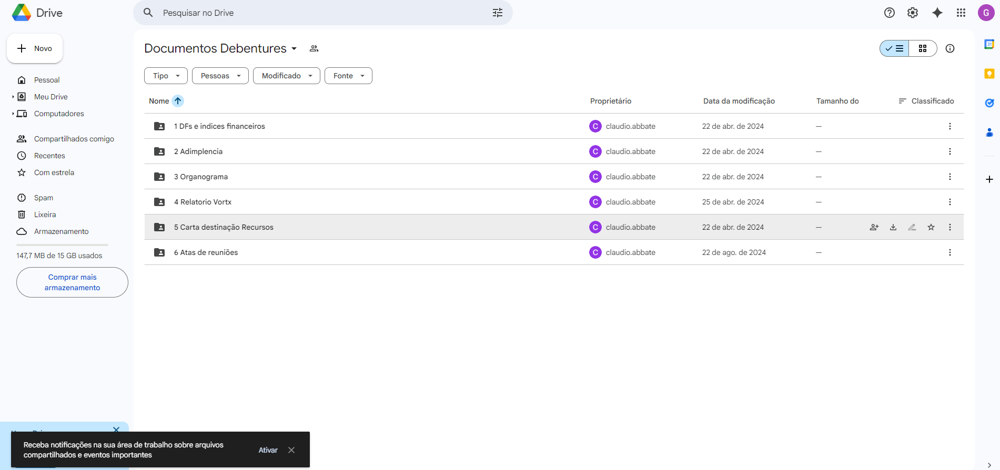 Drive
Pesquisar no Drive
G
Novo
Documentos Debentures
31
Tipo
Pessoas
Modificado
Fonte
Pessoal
Meu Drive
Computadores
Compartilhados comigo
Recentes
Com estrela
Spam
Lixeira
Armazenamento
147,7 MB de 15 GB usados
Comprar mais
armazenamento
Nome Proprietário Data da modificação Tamanho do Classificado
1 DFs e indices financeiros C claudio.abbate 22 de abr. de 2024 —
2 Adimplencia C claudio.abbate 22 de abr. de 2024 —
3 Organograma C claudio.abbate 22 de abr. de 2024 —
4 Relatorio Vortx C claudio.abbate 25 de abr. de 2024 —
5 Carta destinação Recursos C claudio.abbate 22 de abr. de 2024 —
6 Atas de reuniões C claudio.abbate 22 de ago. de 2024 —
Receba notificações na sua área de trabalho sobre arquivos
compartilhados e eventos importantes
Ativar